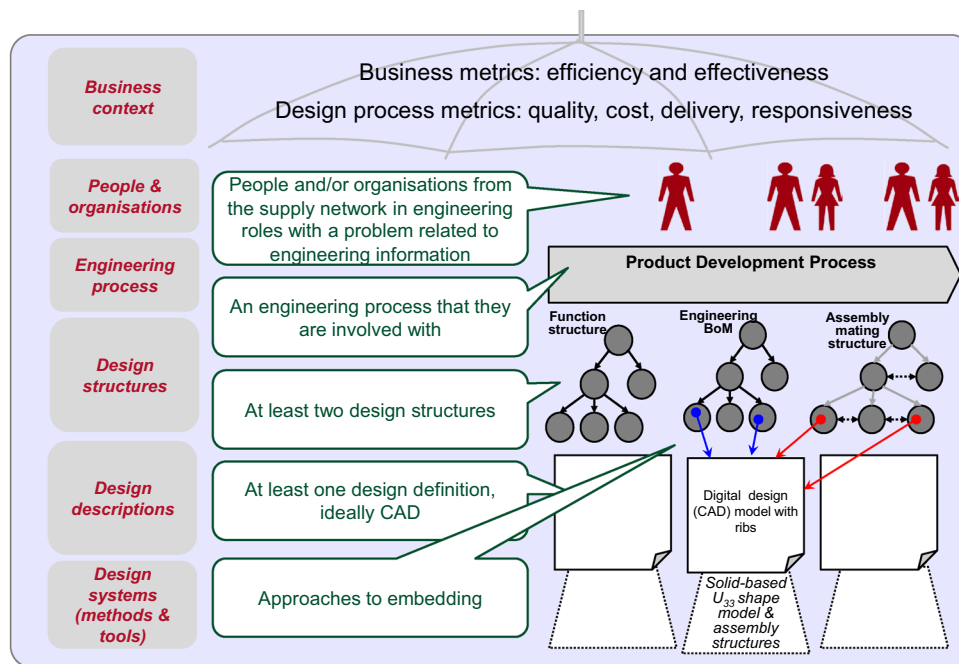 Business
context
Business metrics: efficiency and effectiveness
Design process metrics: quality, cost, delivery, responsiveness
People &
organisations
People and/or organisations from
the supply network in engineering
roles with a problem related to
engineering information
Engineering
process
Product Development Process
An engineering process that they
are involved with
Function
structure
Engineering
BoM
Assembly
mating
structure
Design
structures
At least two design structures
Design
descriptions
At least one design definition,
ideally CAD
Digital design
(CAD) model with
ribs
Design
systems
(methods &
tools)
Approaches to embedding
Solid-based
U33 shape
model &
assembly
structures